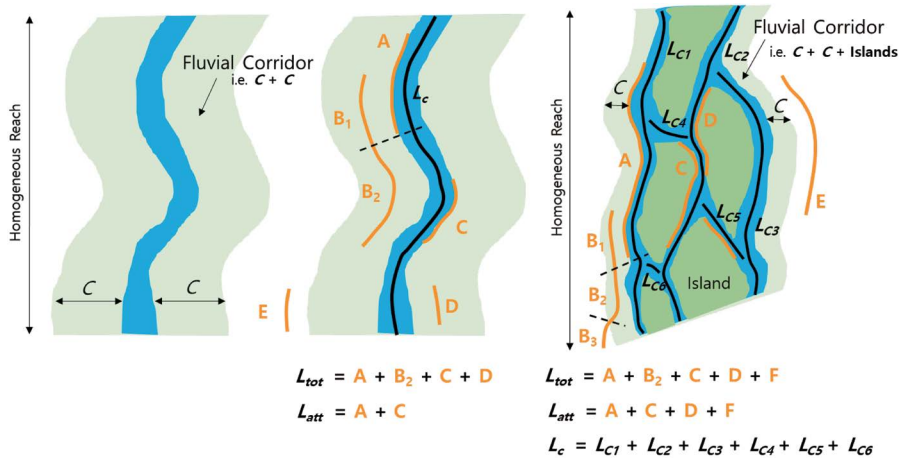 Homogeneous Reach
Fluvial Corridor
i.e. C + C
C
C
A
B1
B2
Lc
C
D
E
Ltot = A + B2 + C + D
Latt = A + C
Homogeneous Reach
LC1
LC2
Fluvial Corridor
i.e. C + C + Islands
C
C
D
LC4
A
C
E
LC5
LC3
B1
LC6
Island
B2
B3
Ltot = A + B2 + C + D + F
Latt = A + C + D + F
Lc = LC1 + LC2 + LC3 + LC4 + LC5 + LC6